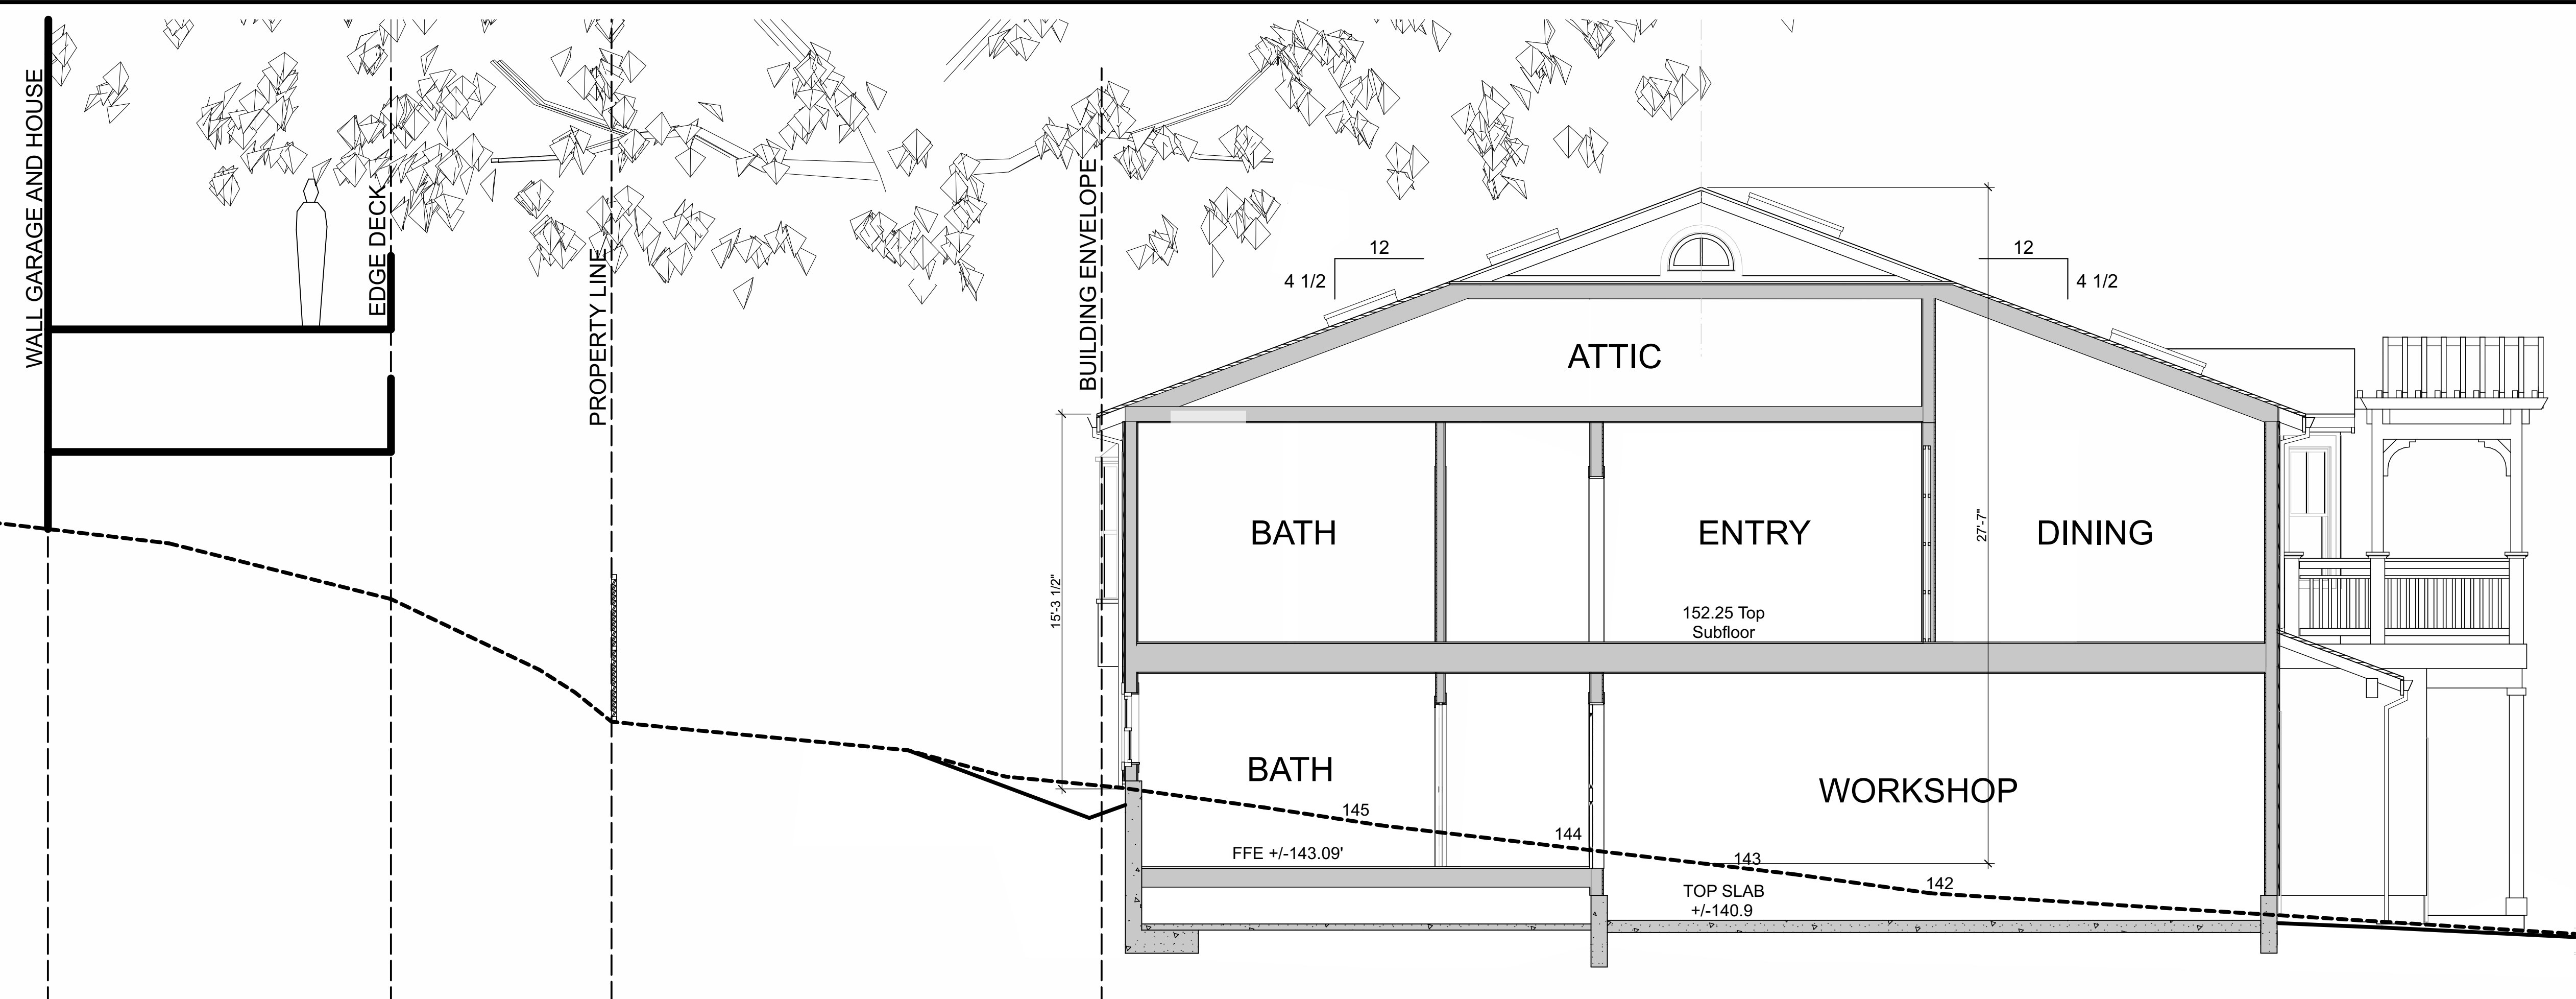 WALL GARAGE AND HOUSE
EDGE DECK
PROPERTY LINE
BUILDING ENVELOPE
12
4 1/2
12
4 1/2
ATTIC
15'-3 1/2"
27'-7"
BATH
ENTRY
DINING
152.25 Top
Subfloor
BATH
WORKSHOP
145
144
143
142
FFE +/-143.09'
TOP SLAB
+/-140.9